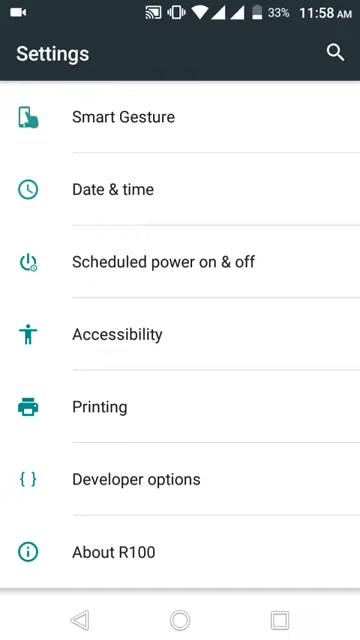 33% 11:58 AM
Settings
Smart Gesture
Date & time
Scheduled power on & off
Accessibility
Printing
{ } Developer options
About R100